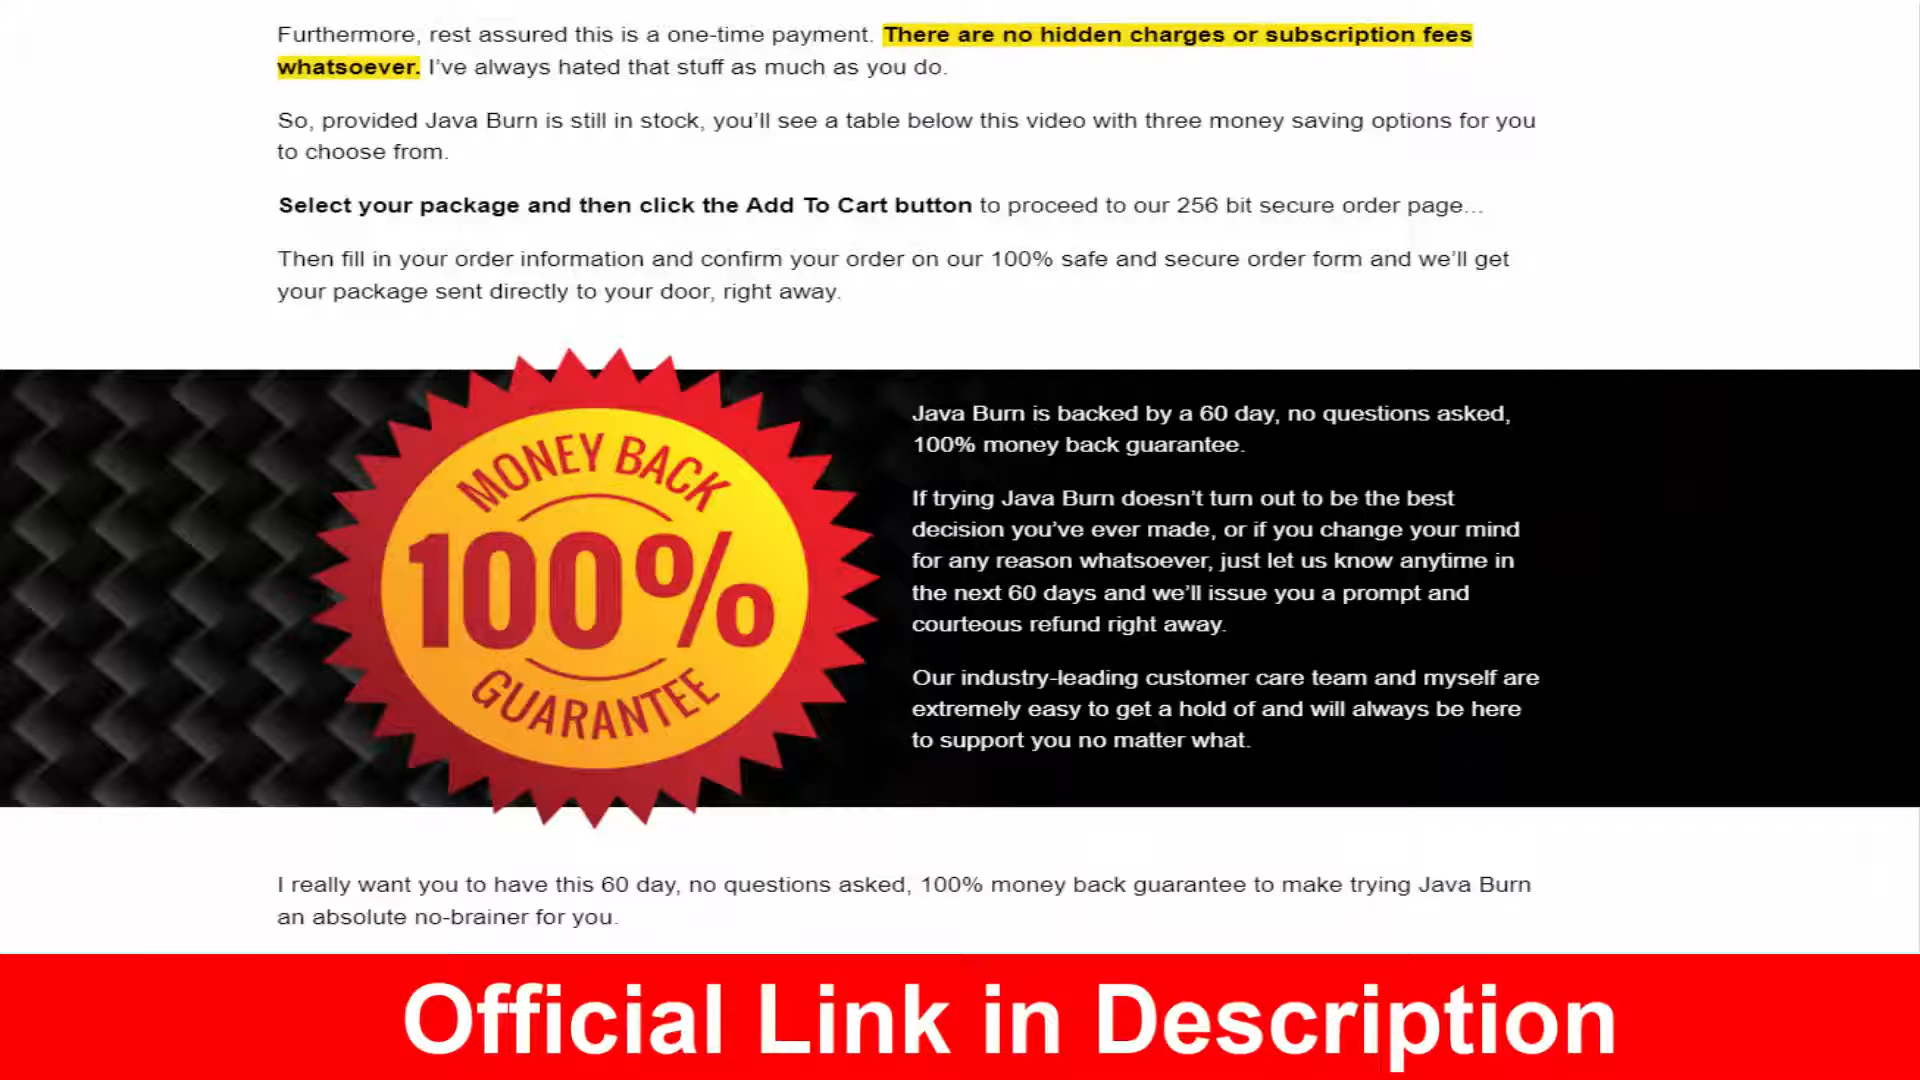 Furthermore, rest assured this is a one-time payment. There are no hidden charges or subscription fees
whatsoever. I’ve always hated that stuff as much as you do.
So, provided Java Burn is still in stock, you’ll see a table below this video with three money saving options for you
to choose from.
Select your package and then click the Add To Cart button to proceed to our 256 bit secure order page...
Then fill in your order information and confirm your order on our 100% safe and secure order form and we’ll get
your package sent directly to your door, right away.
MONEY BACK
100%
GUARANTEE
Java Burn is backed by a 60 day, no questions asked,
100% money back guarantee.
If trying Java Burn doesn’t turn out to be the best
decision you’ve ever made, or if you change your mind
for any reason whatsoever, just let us know anytime in
the next 60 days and we’ll issue you a prompt and
courteous refund right away.
Our industry-leading customer care team and myself are
extremely easy to get a hold of and will always be here
to support you no matter what.
I really want you to have this 60 day, no questions asked, 100% money back guarantee to make trying Java Burn
an absolute no-brainer for you.
Official Link in Description